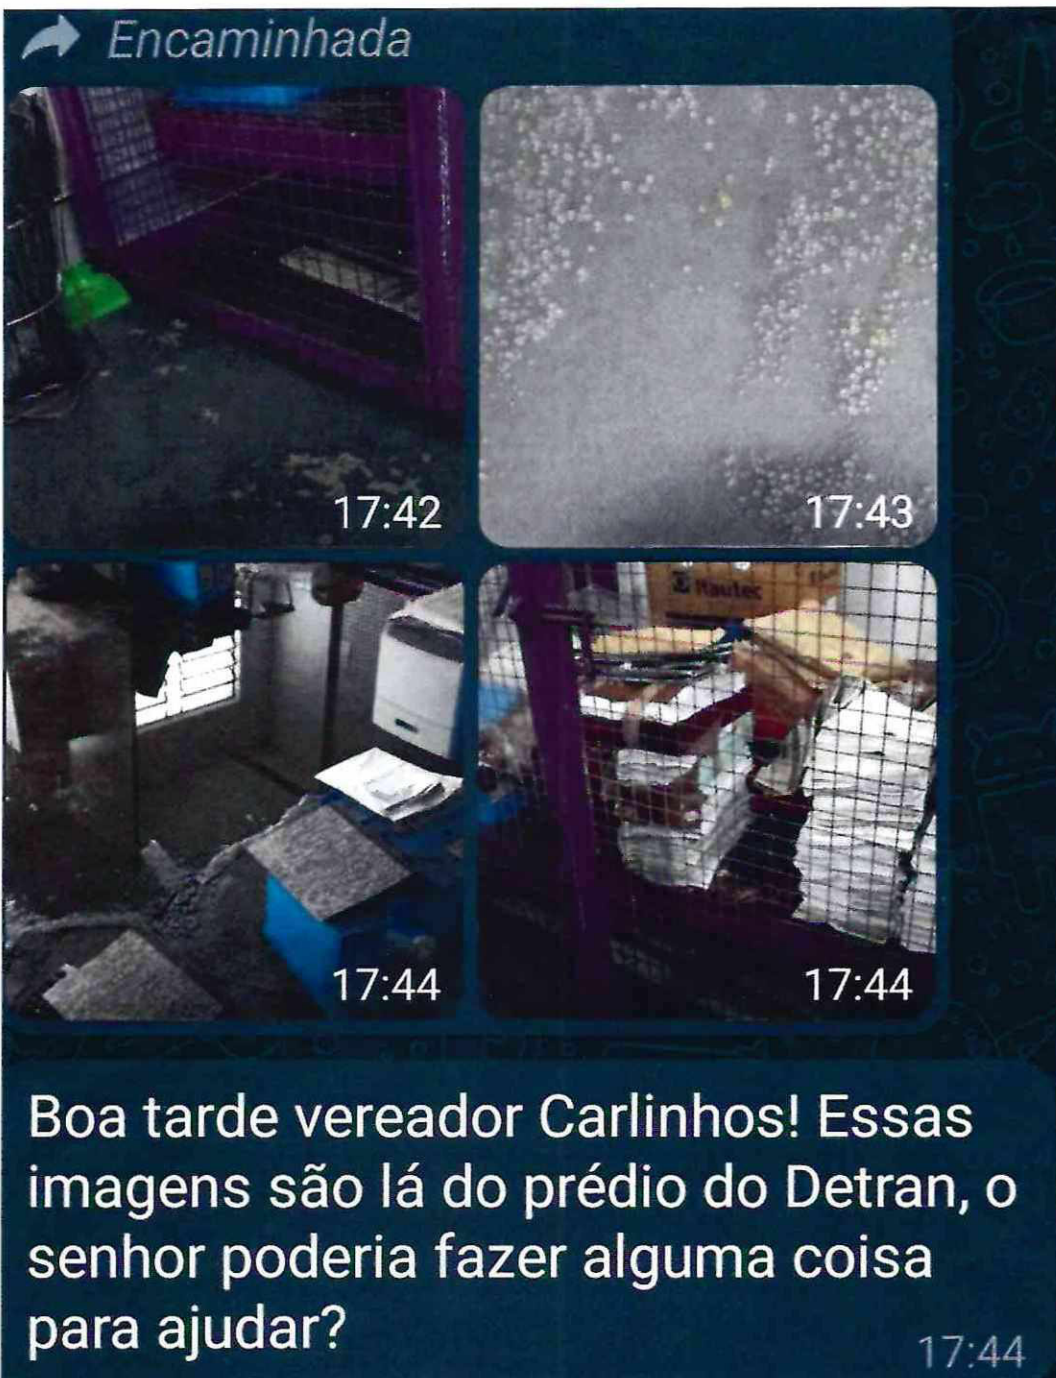 Encaminhada
17:42
17:43
Itautec
17:44
17:44
Boa tarde vereador Carlinhos! Essas
imagens são lá do prédio do Detran, o
senhor poderia fazer alguma coisa
para ajudar?
17:44